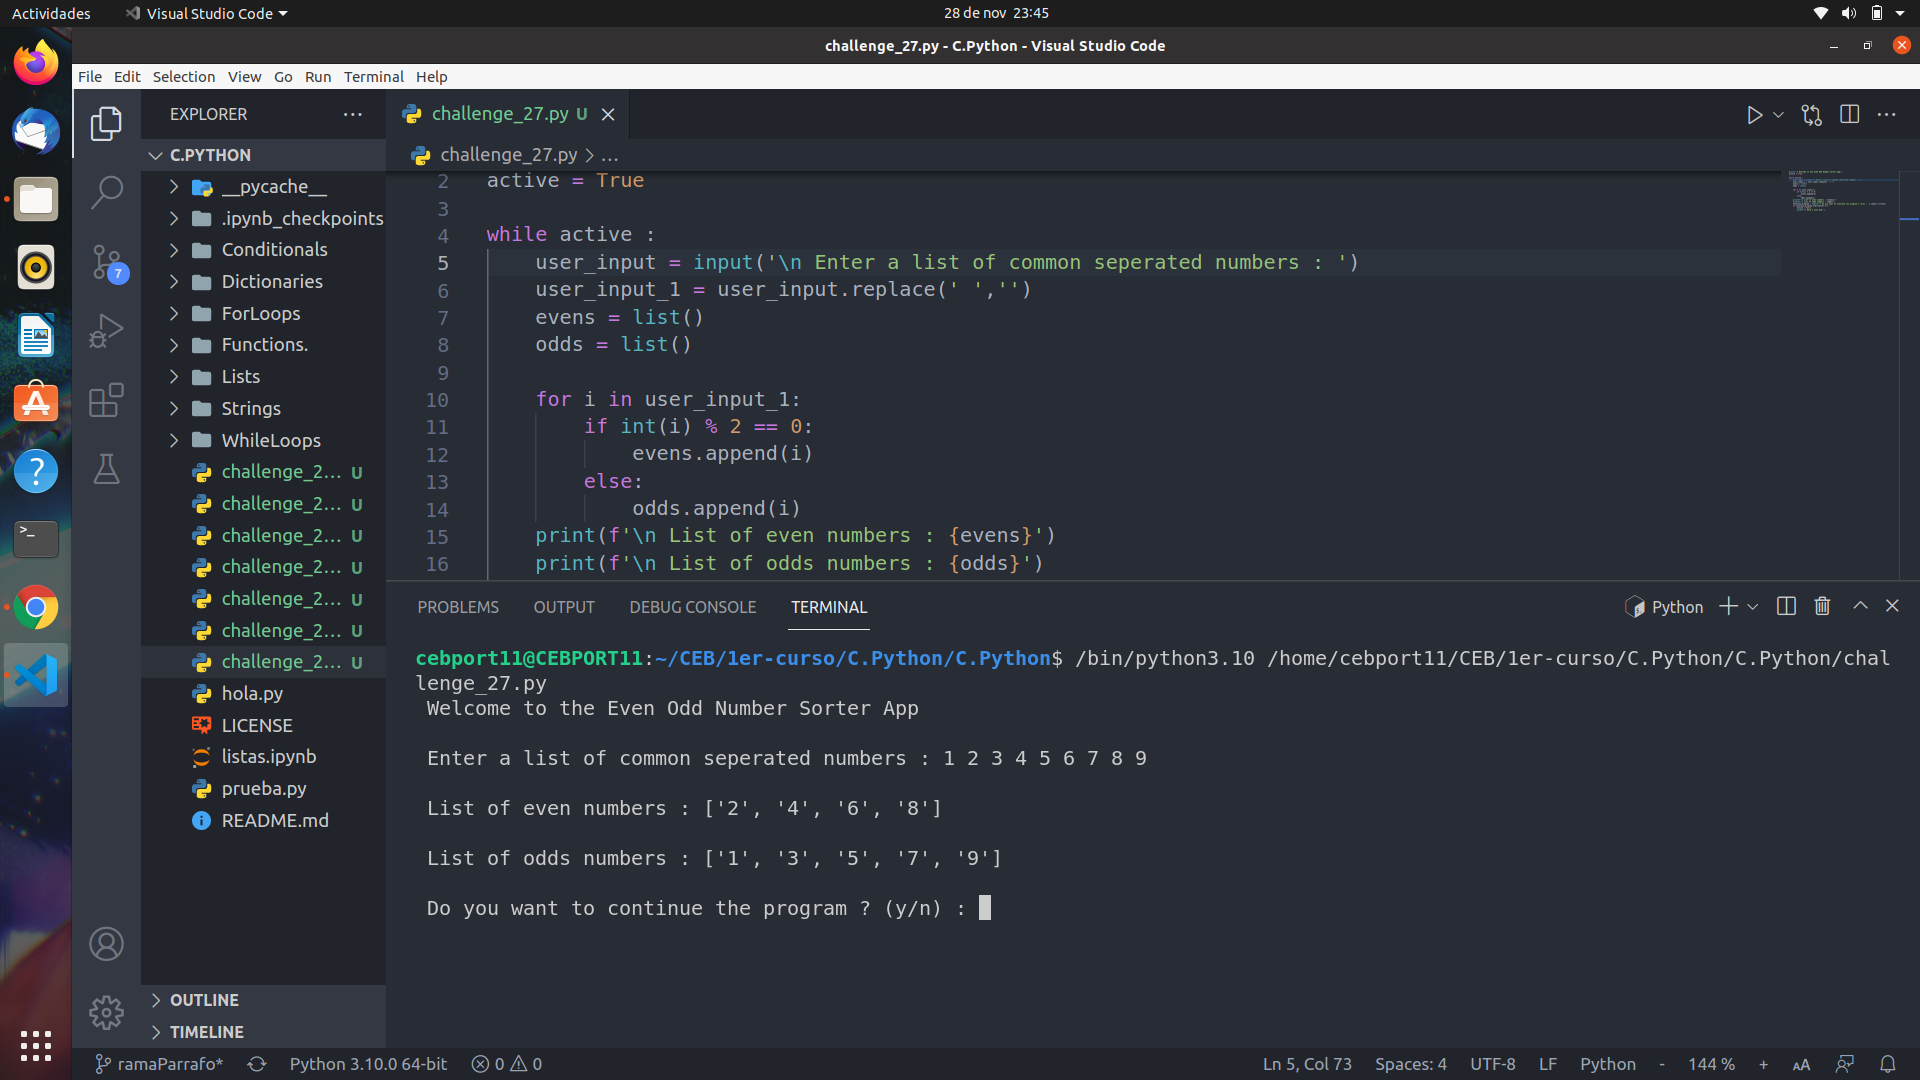 Actividades
Visual Studio Code
28 de nov 23:45
challenge_27.py - C.Python - Visual Studio Code
File Edit Selection View Go Run Terminal Help
EXPLORER
C.PYTHON
__pycache__
.ipynb_checkpoints
Conditionals
Dictionaries
ForLoops
Functions.
Lists
Strings
WhileLoops
challenge_2... U
challenge_2... U
challenge_2... U
challenge_2... U
challenge_2... U
challenge_2... U
challenge_2... U
hola.py
LICENSE
listas.ipynb
prueba.py
README.md
OUTLINE
TIMELINE
7
challenge_27.py U
challenge_27.py > ...
2 active = True
3
4 while active :
5 user_input = input('\n Enter a list of common seperated numbers : ')
6 user_input_1 = user_input.replace(' ','')
7 evens = list()
8 odds = list()
9
10 for i in user_input_1:
11 if int(i) % 2 == 0:
12 evens.append(i)
13 else:
14 odds.append(i)
15 print(f'\n List of even numbers : {evens}')
16 print(f'\n List of odds numbers : {odds}')
PROBLEMS OUTPUT DEBUG CONSOLE TERMINAL
Python
cebport11@CEBPORT11:~/CEB/1er-curso/C.Python/C.Python$ /bin/python3.10 /home/cebport11/CEB/1er-curso/C.Python/C.Python/chal
lenge_27.py
Welcome to the Even Odd Number Sorter App
Enter a list of common seperated numbers : 1 2 3 4 5 6 7 8 9
List of even numbers : ['2', '4', '6', '8']
List of odds numbers : ['1', '3', '5', '7', '9']
Do you want to continue the program ? (y/n) :
ramaParrafo* Python 3.10.0 64-bit 0 0 Ln 5, Col 73 Spaces: 4 UTF-8 LF Python - 144 % + AA